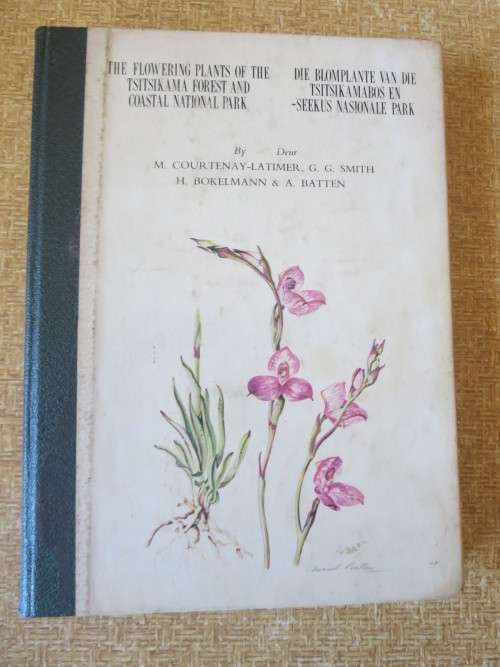 THE FLOWERING PLANTS OF THE
TSITSIKAMA FOREST AND
COASTAL NATIONAL PARK
DIE BLOMPLANTE VAN DIE
TSITSIKAMABOS EN
-SEEKUS NASIONALE PARK
By Deur
M. COURTENAY-LATIMER, G. G. SMITH
H. BOKELMANN & A. BATTEN